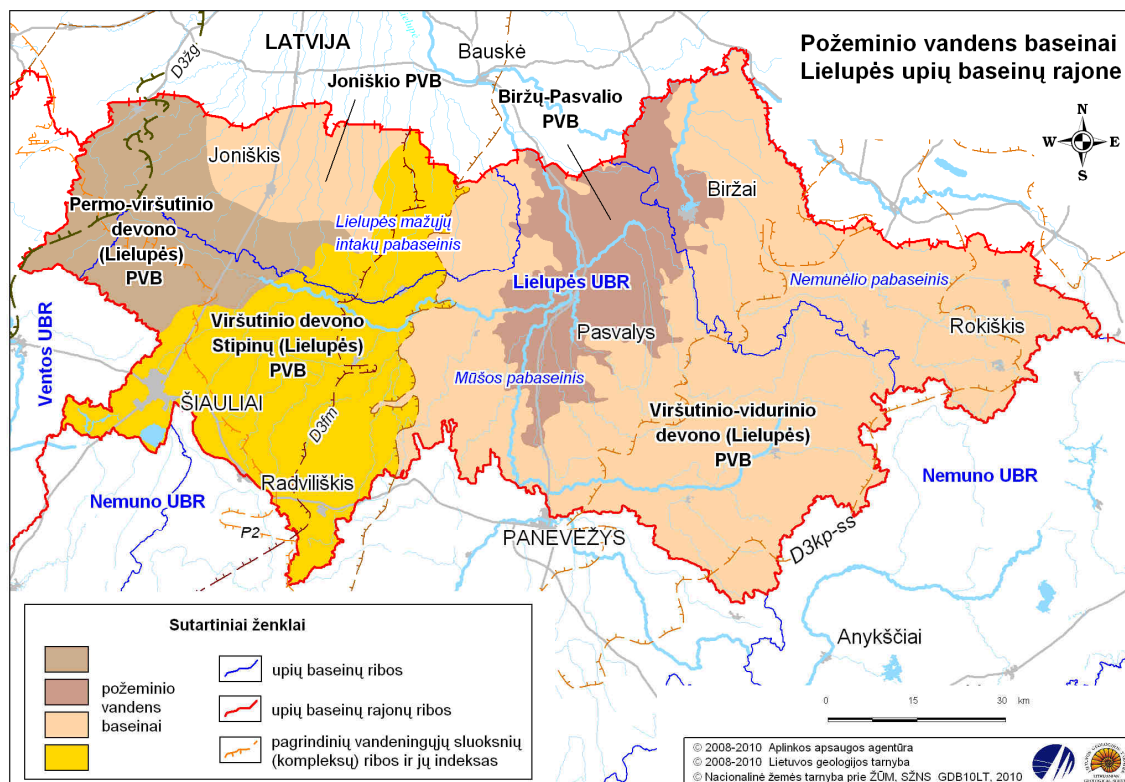 Požeminio vandens baseinai
Lielupės upių baseinų rajone
LATVIJA
Bauskė
D3žg
Joniškio PVB
Biržų-Pasvalio
PVB
N
W
E
S
Joniškis
Biržai
Permo-viršutinio
devono
(Lielupės)
PVB
Lielupės mažųjų
intakų pabaseinis
Lielupės UBR
Nemunėlio pabaseinis
Ventos UBR
Viršutinio devono
Stipinų (Lielupės)
PVB
Pasvalys
Rokiškis
Mūšos pabaseinis
ŠIAULIAI
D3fm
Viršutinio-vidurinio
devono (Lielupės)
PVB
Nemuno UBR
Radviliškis
Nemuno UBR
P2
PANEVĖŽYS
D3kp-ss
Anykščiai
Sutartiniai ženklai
požeminio
vandens
baseinai
upių baseinų ribos
upių baseinų rajonų ribos
pagrindinių vandeningųjų sluoksnių
(kompleksų) ribos ir jų indeksas
0 15 30 km
© 2008-2010 Aplinkos apsaugos agentūra
© 2008-2010 Lietuvos geologijos tarnyba
© Nacionalinė žemės tarnyba prie ŽŪM, SŽNS GDB10LT, 2010